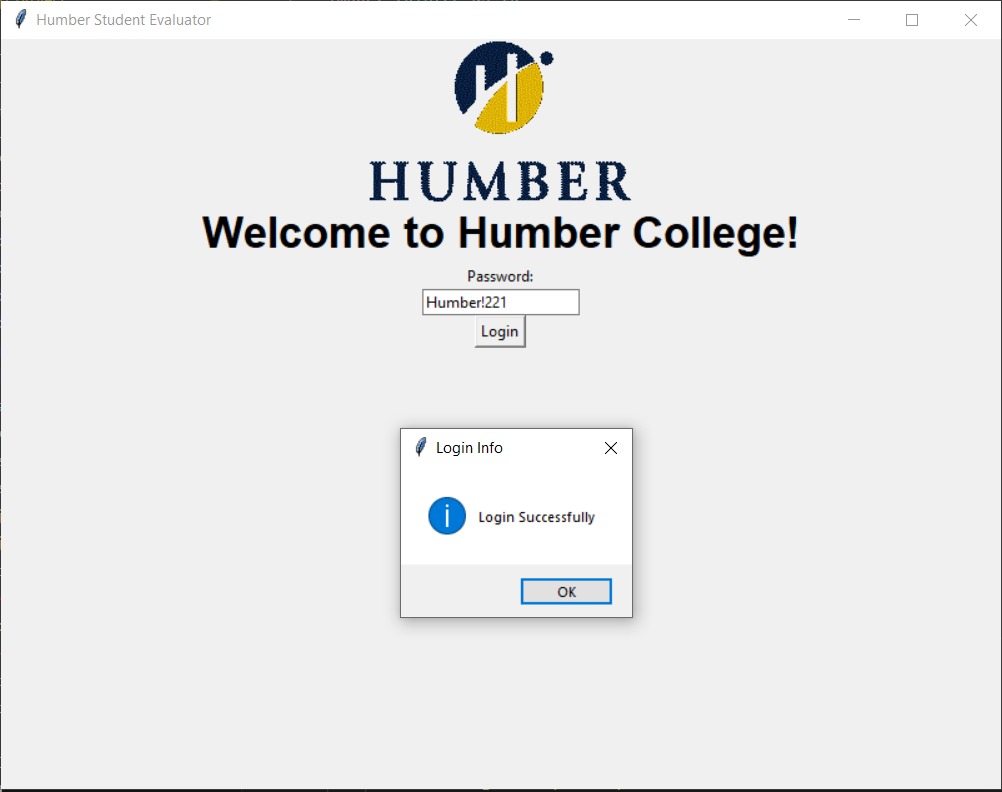 Humber Student Evaluator
HUMBER
Welcome to Humber College!
Password:
Humber!221
Login
Login Info
Login Successfully
OK